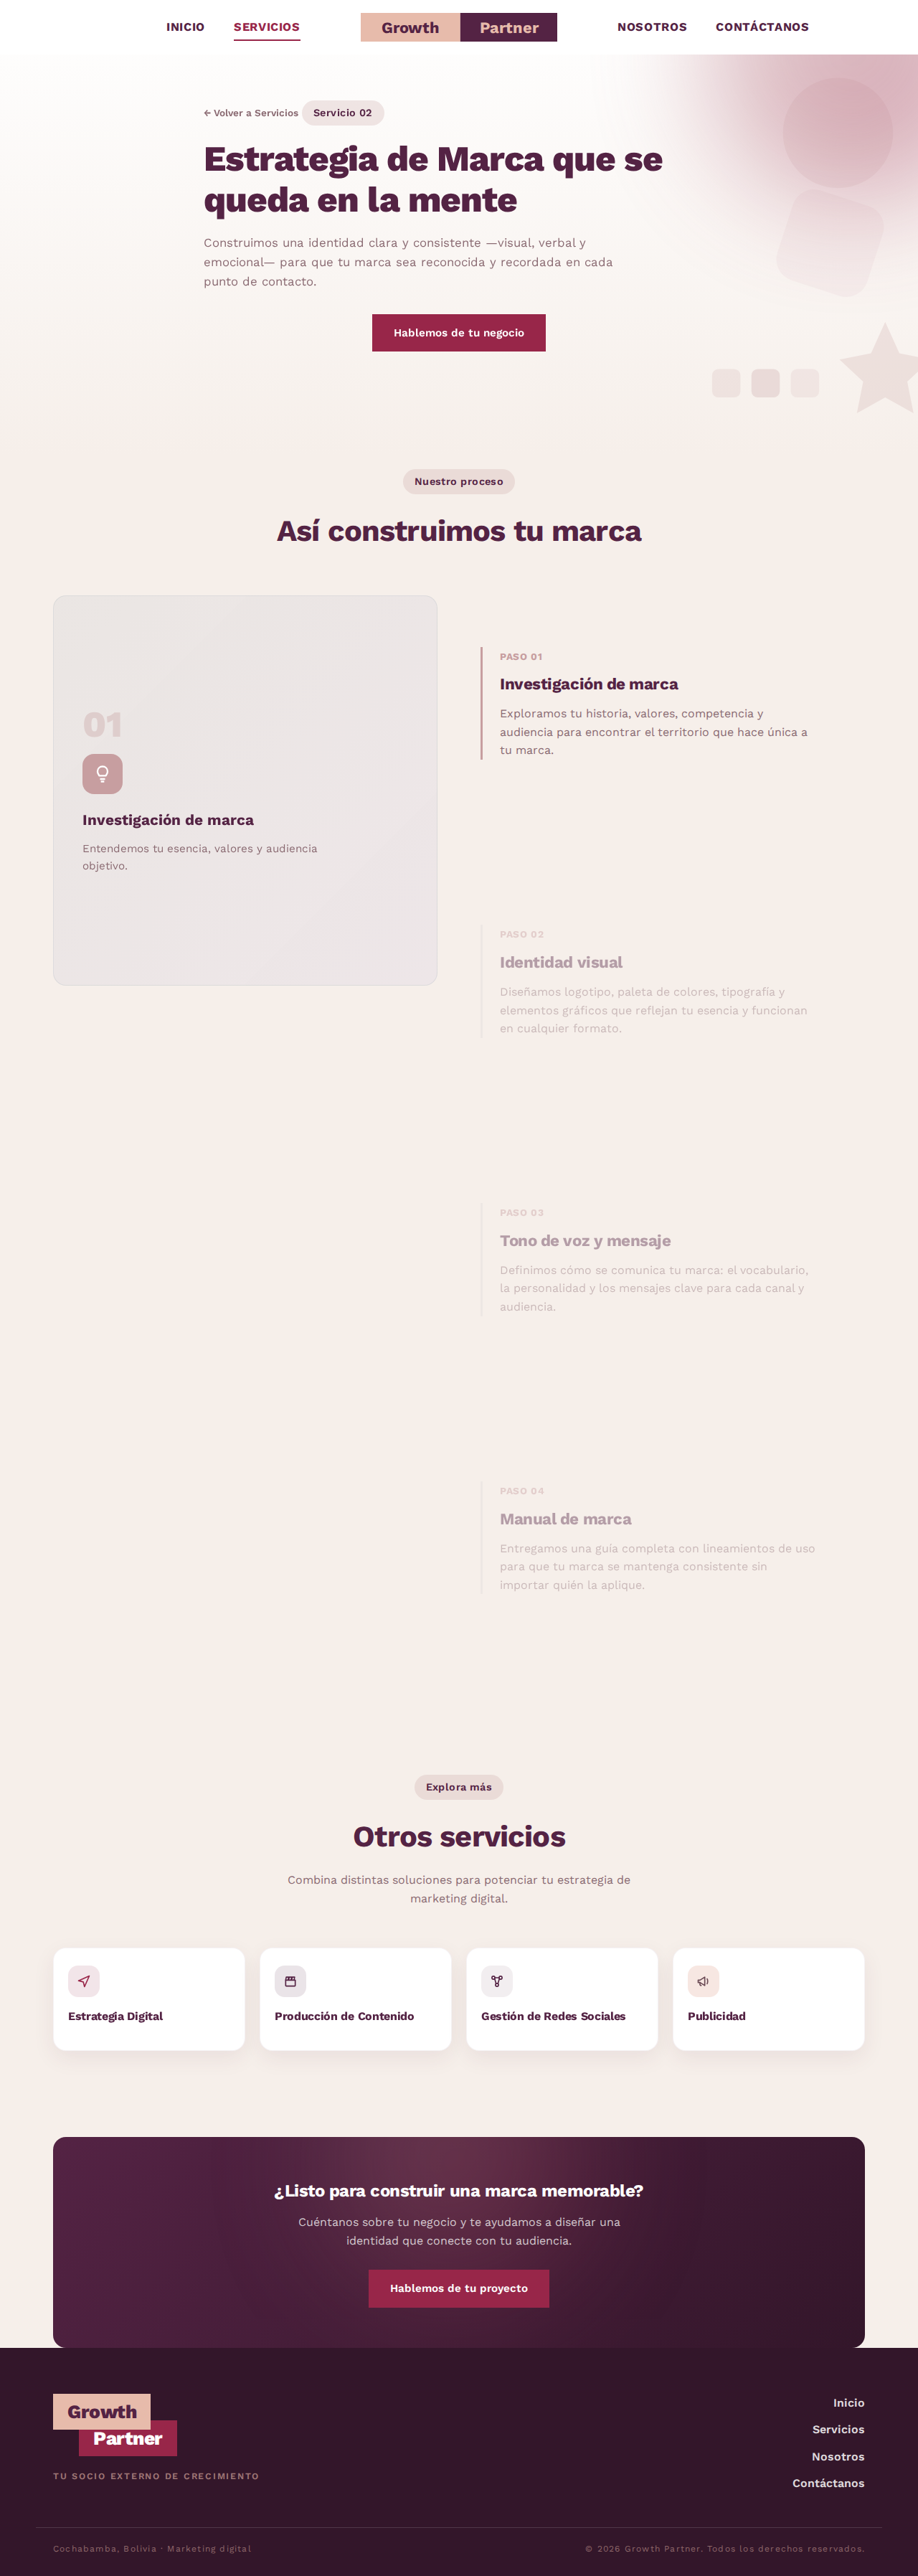 INICIO
SERVICIOS
Growth Partner
NOSOTROS
CONTÁCTANOS
← Volver a Servicios
Servicio 02
Estrategia de Marca que se
queda en la mente
Construimos una identidad clara y consistente —visual, verbal y
emocional— para que tu marca sea reconocida y recordada en cada
punto de contacto.
Hablemos de tu negocio
Nuestro proceso
Así construimos tu marca
01
Investigación de marca
Entendemos tu esencia, valores y audiencia
objetivo.
PASO 01
Investigación de marca
Exploramos tu historia, valores, competencia y
audiencia para encontrar el territorio que hace única a
tu marca.
PASO 02
Identidad visual
Diseñamos logotipo, paleta de colores, tipografía y
elementos gráficos que reflejan tu esencia y funcionan
en cualquier formato.
PASO 03
Tono de voz y mensaje
Definimos cómo se comunica tu marca: el vocabulario,
la personalidad y los mensajes clave para cada canal y
audiencia.
PASO 04
Manual de marca
Entregamos una guía completa con lineamientos de uso
para que tu marca se mantenga consistente sin
importar quién la aplique.
Explora más
Otros servicios
Combina distintas soluciones para potenciar tu estrategia de
marketing digital.
Estrategia Digital
Producción de Contenido
Gestión de Redes Sociales
Publicidad
¿Listo para construir una marca memorable?
Cuéntanos sobre tu negocio y te ayudamos a diseñar una
identidad que conecte con tu audiencia.
Hablemos de tu proyecto
Growth
Partner
TU SOCIO EXTERNO DE CRECIMIENTO
Inicio
Servicios
Nosotros
Contáctanos
Cochabamba, Bolivia · Marketing digital
© 2026 Growth Partner. Todos los derechos reservados.